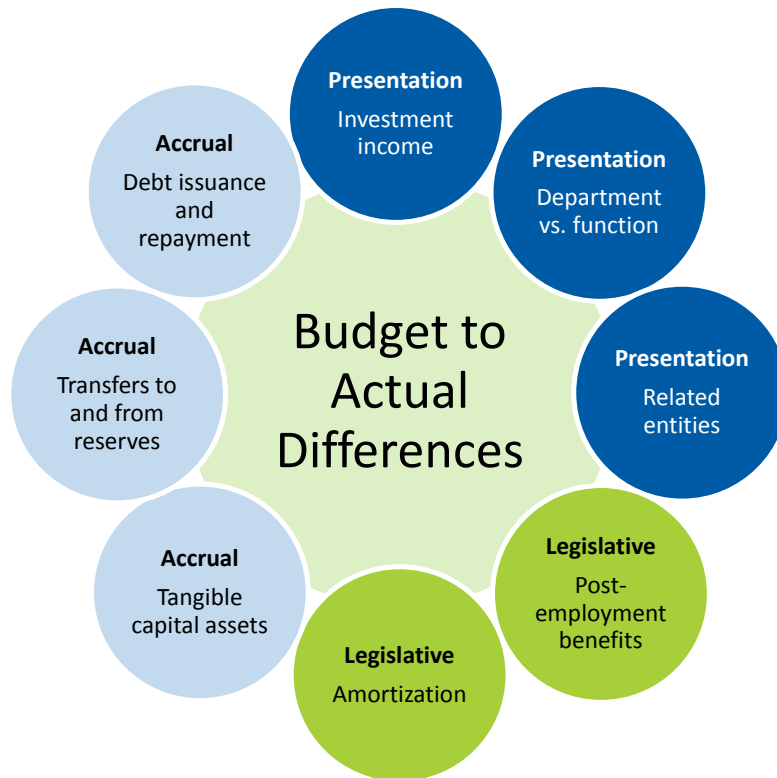 Presentation
Investment
income
Presentation
Department
vs. function
Presentation
Related
entities
Legislative
Post-
employment
benefits
Legislative
Amortization
Accrual
Tangible
capital assets
Accrual
Transfers to
and from
reserves
Accrual
Debt issuance
and
repayment
Budget to
Actual
Differences